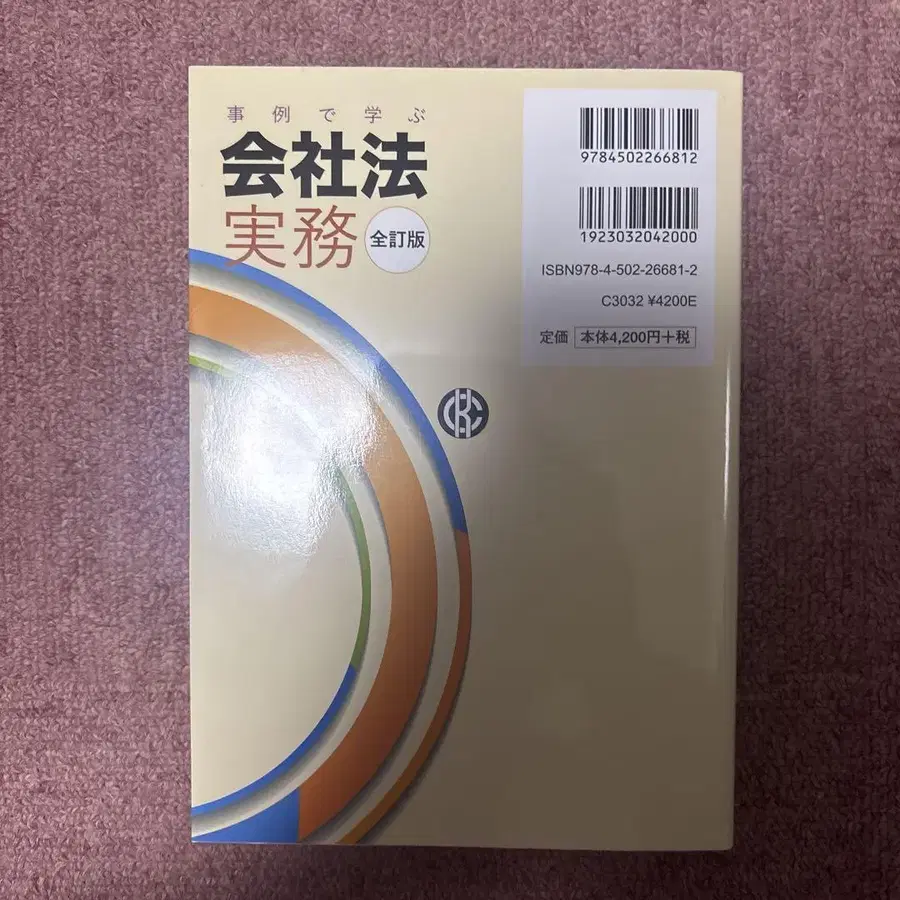 事例で学ぶ
会社法
実務
全訂版
9784502266812
1923032042000
ISBN978-4-502-26681-2
C3032 ¥4200E
定価 本体4,200円+税